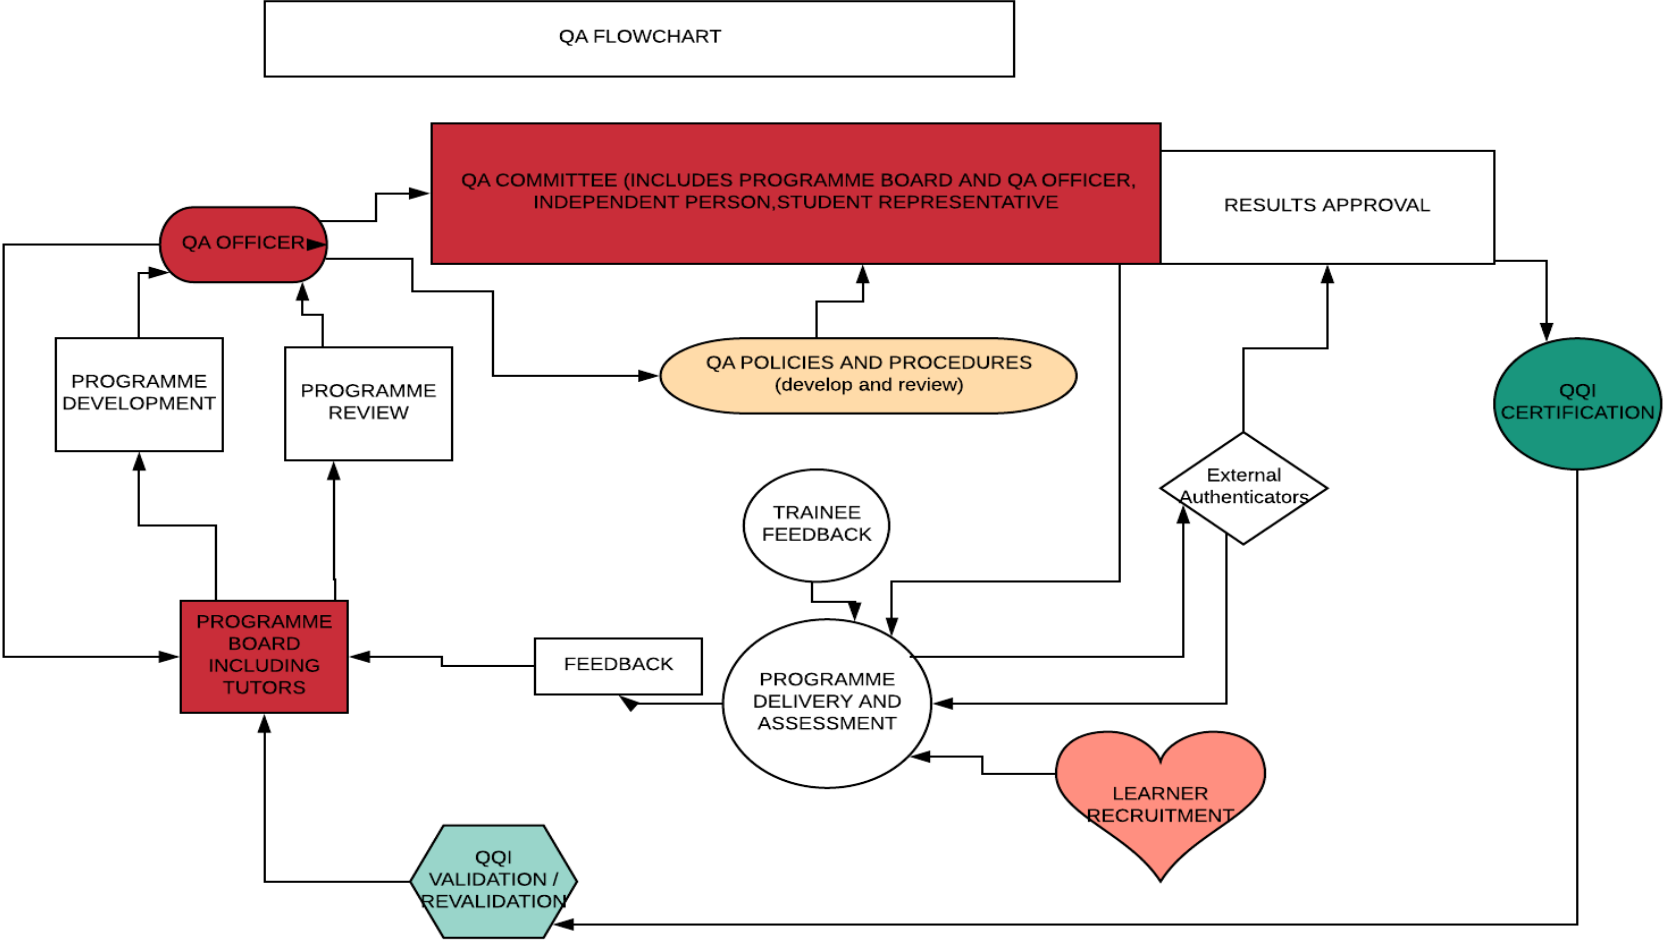 QA FLOWCHART
QA COMMITTEE (INCLUDES PROGRAMME BOARD AND QA OFFICER,
INDEPENDENT PERSON,STUDENT REPRESENTATIVE
RESULTS APPROVAL
QA OFFICER
PROGRAMME
DEVELOPMENT
PROGRAMME
REVIEW
QA POLICIES AND PROCEDURES
(develop and review)
QQI
CERTIFICATION
External
Authenticators
TRAINEE
FEEDBACK
PROGRAMME
BOARD
INCLUDING
TUTORS
FEEDBACK
PROGRAMME
DELIVERY AND
ASSESSMENT
LEARNER
RECRUITMENT
QQI
VALIDATION /
REVALIDATION